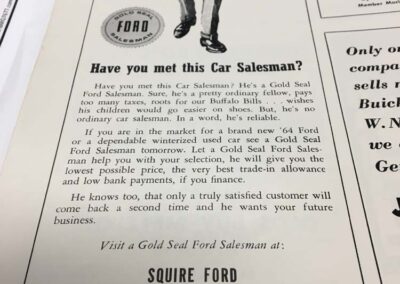 Member Mor
GOLD SEAL
FORD
SALESMAN
Have you met this Car Salesman?
Have you met this Car Salesman? He's a Gold Seal
Ford Salesman. Sure, he's a pretty ordinary fellow, pays
too many taxes, roots for our Buffalo Bills . . . wishes
his children would go easier on shoes. But, he's no
ordinary car salesman. In a word, he's reliable.
If you are in the market for a brand new '64 Ford
or a dependable winterized used car see a Gold Seal
Ford Salesman tomorrow. Let a Gold Seal Ford Sales-
man help you with your selection, he will give you the
lowest possible price, the very best trade-in allowance
and low bank payments, if you finance.
He knows too, that only a truly satisfied customer will
come back a second time and he wants your future
business.
Visit a Gold Seal Ford Salesman at:
SQUIRE FORD
Only o
compa
sells n
Buick
W.N
we
Ge
J